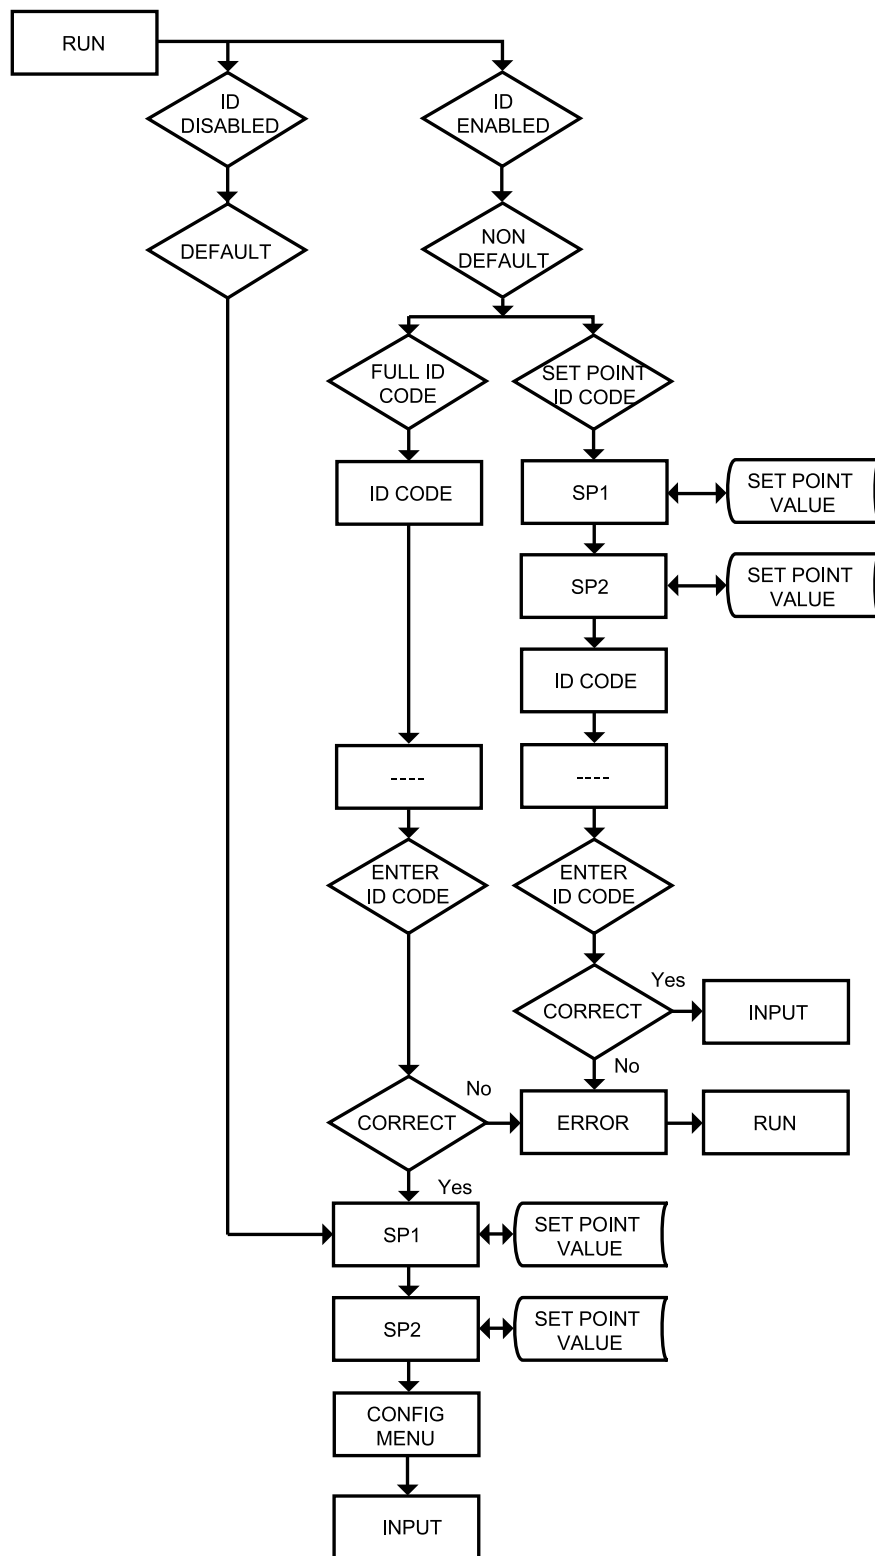 RUN
ID
DISABLED
ID
ENABLED
DEFAULT
NON
DEFAULT
FULL ID
CODE
SET POINT
ID CODE
ID CODE
SP1
SET POINT
VALUE
SP2
SET POINT
VALUE
ID CODE
----
----
ENTER
ID CODE
ENTER
ID CODE
CORRECT
Yes
INPUT
No
CORRECT
No
ERROR
RUN
Yes
SP1
SET POINT
VALUE
SP2
SET POINT
VALUE
CONFIG
MENU
INPUT